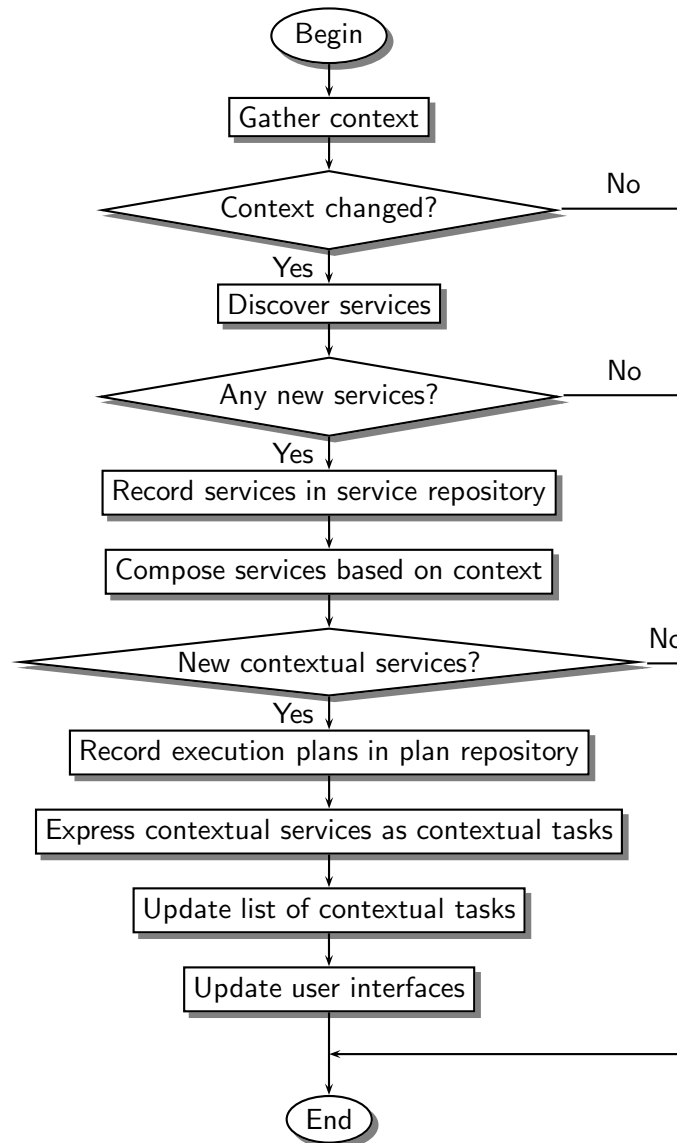 Begin
Gather context
Context changed?
No
Yes
Discover services
Any new services?
No
Yes
Record services in service repository
Compose services based on context
New contextual services?
No
Yes
Record execution plans in plan repository
Express contextual services as contextual tasks
Update list of contextual tasks
Update user interfaces
End